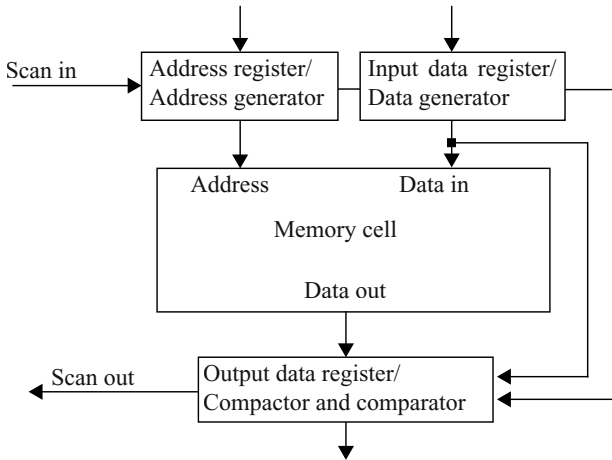 Scan in
Address register/
Address generator
Input data register/
Data generator
Address
Data in
Memory cell
Data out
Scan out
Output data register/
Compactor and comparator